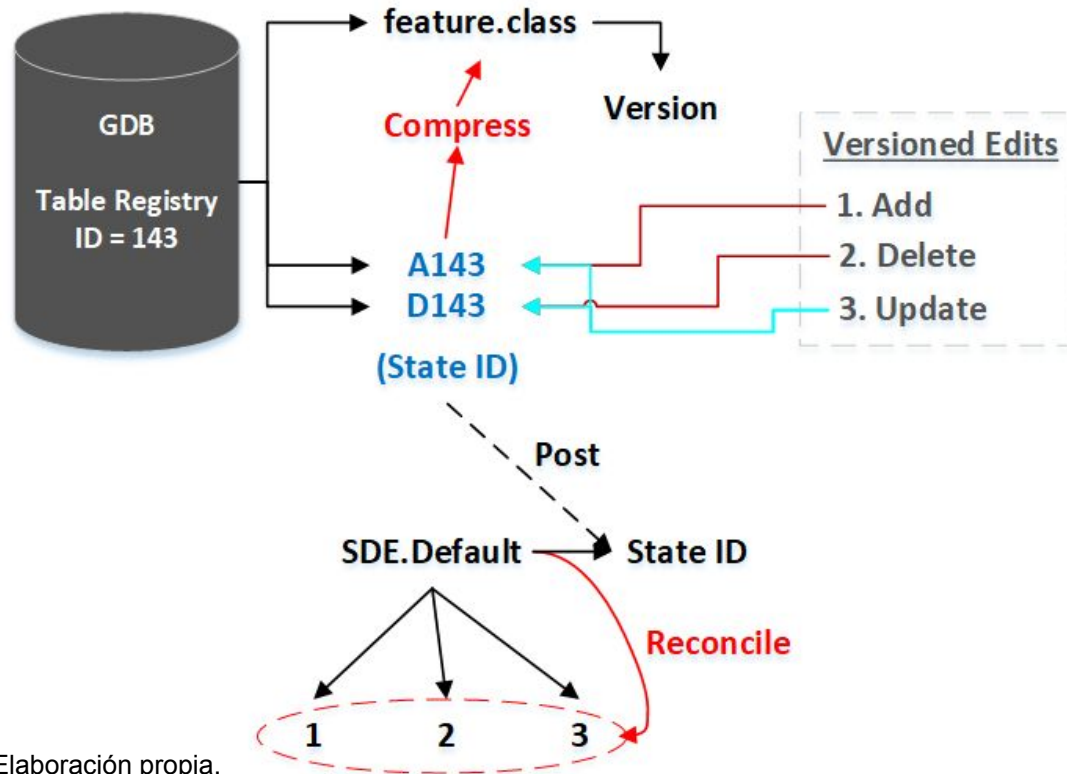 GDB
Table Registry
ID = 143
feature.class
Version
Compress
A143
D143
(State ID)
Versioned Edits
1. Add
2. Delete
3. Update
Post
SDE.Default
State ID
Reconcile
1
2
3
Elaboración propia.